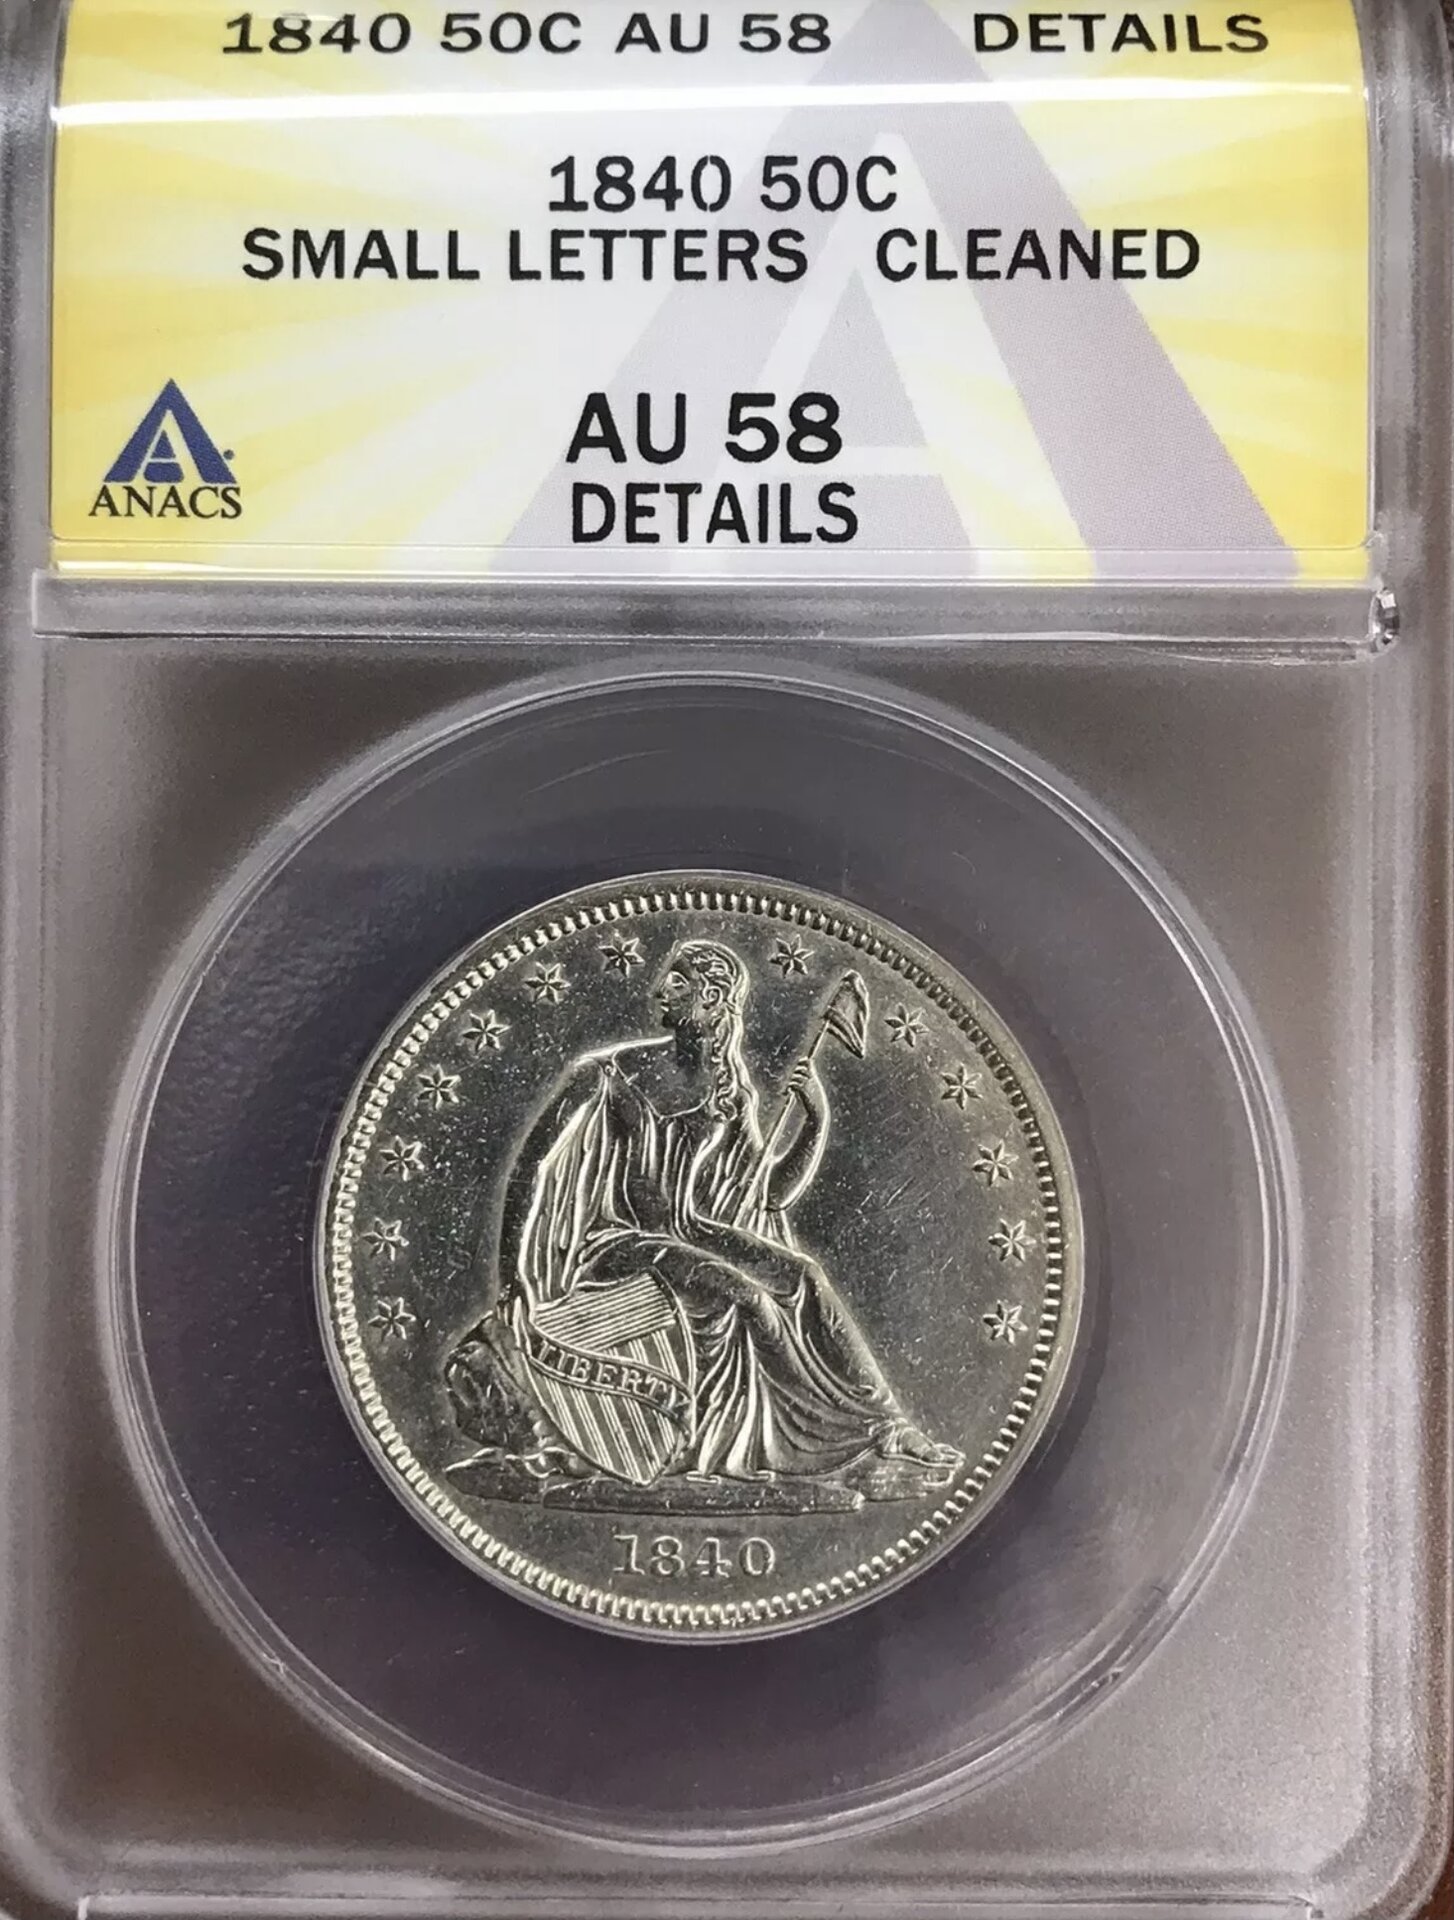 1840 50C AU 58 DETAILS
1840 50C
SMALL LETTERS CLEANED
AU 58
DETAILS
ANACS
LIBERTY
1840